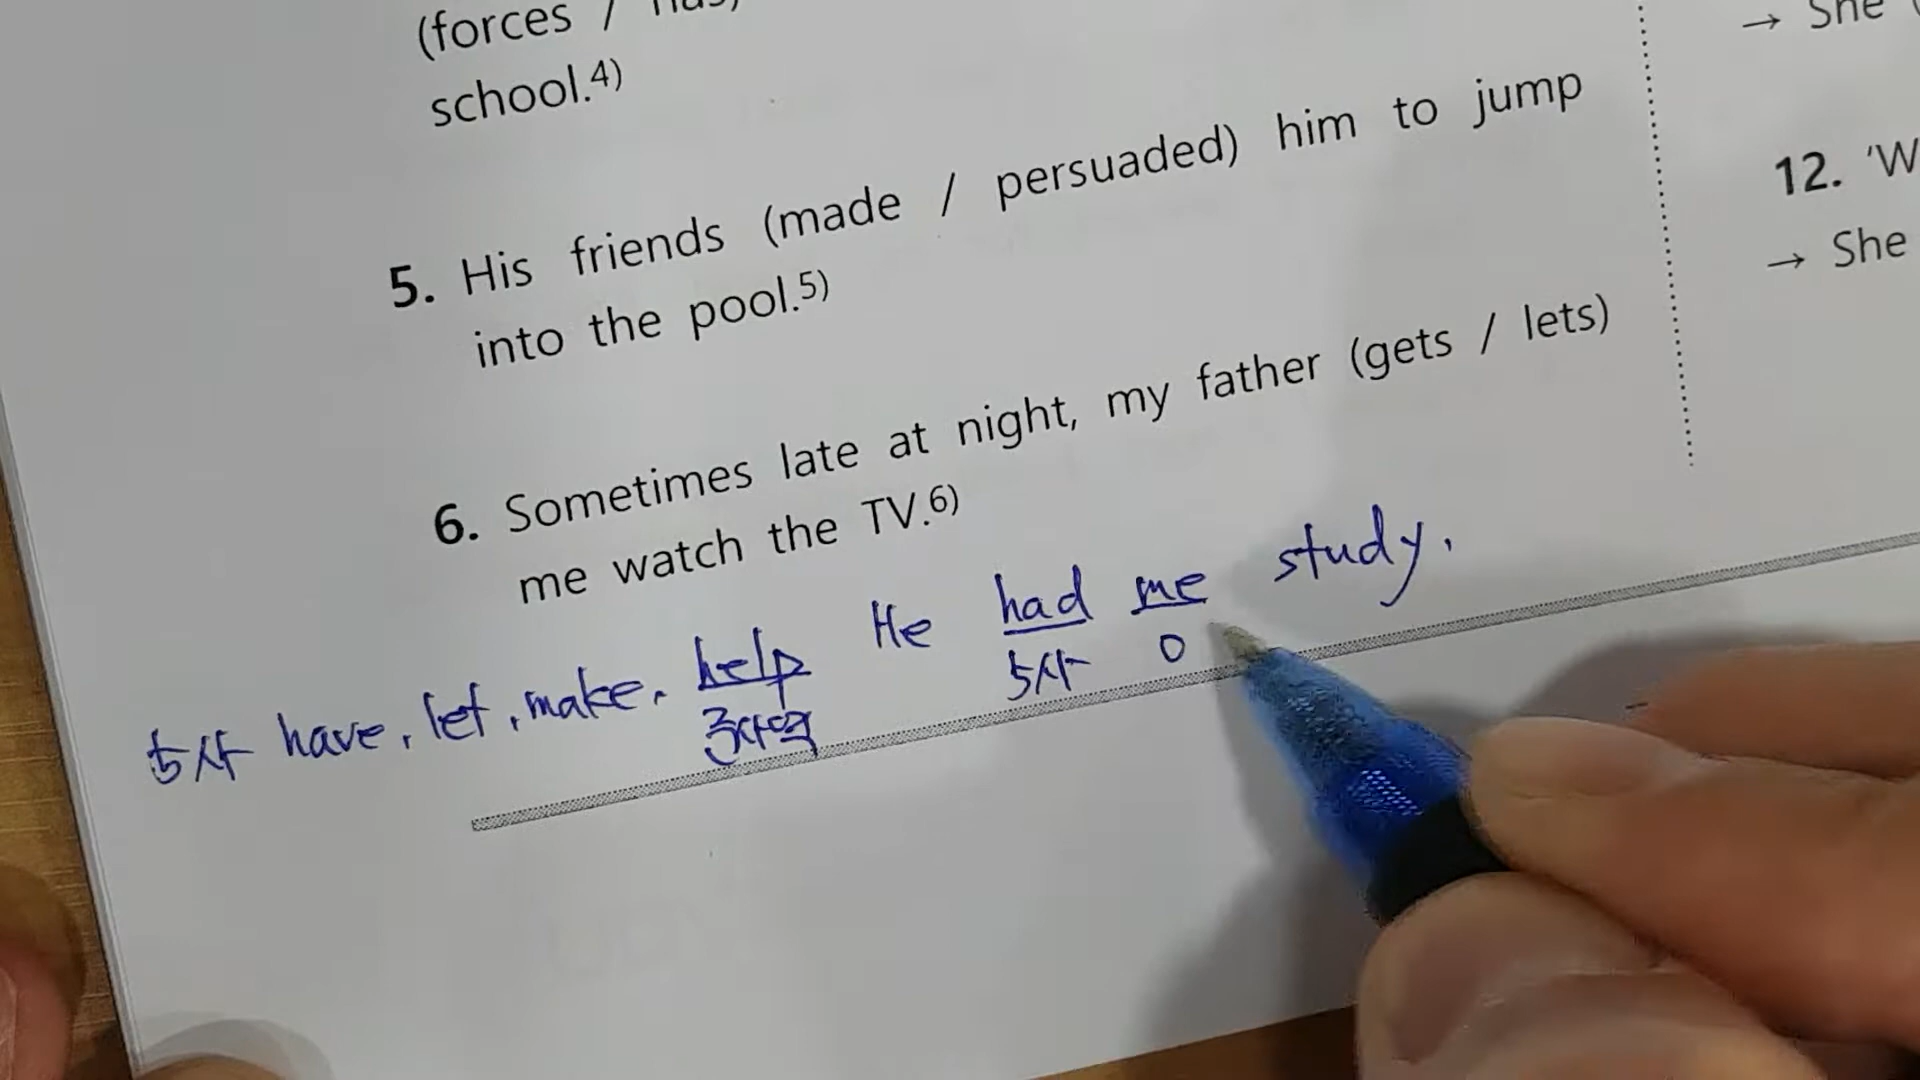 (forces /
school.4)
5. His friends (made / persuaded) him to jump
into the pool.5)
6. Sometimes late at night, my father (gets / lets)
me watch the TV.6)
He had me study.
5사 O
5사 have, let, make, help
준사역
→ She
12. 'W
→ She